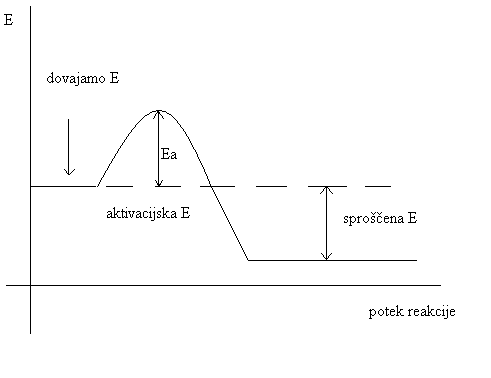 E
dovajamo E
Ea
aktivacijska E
sproščena E
potek reakcije